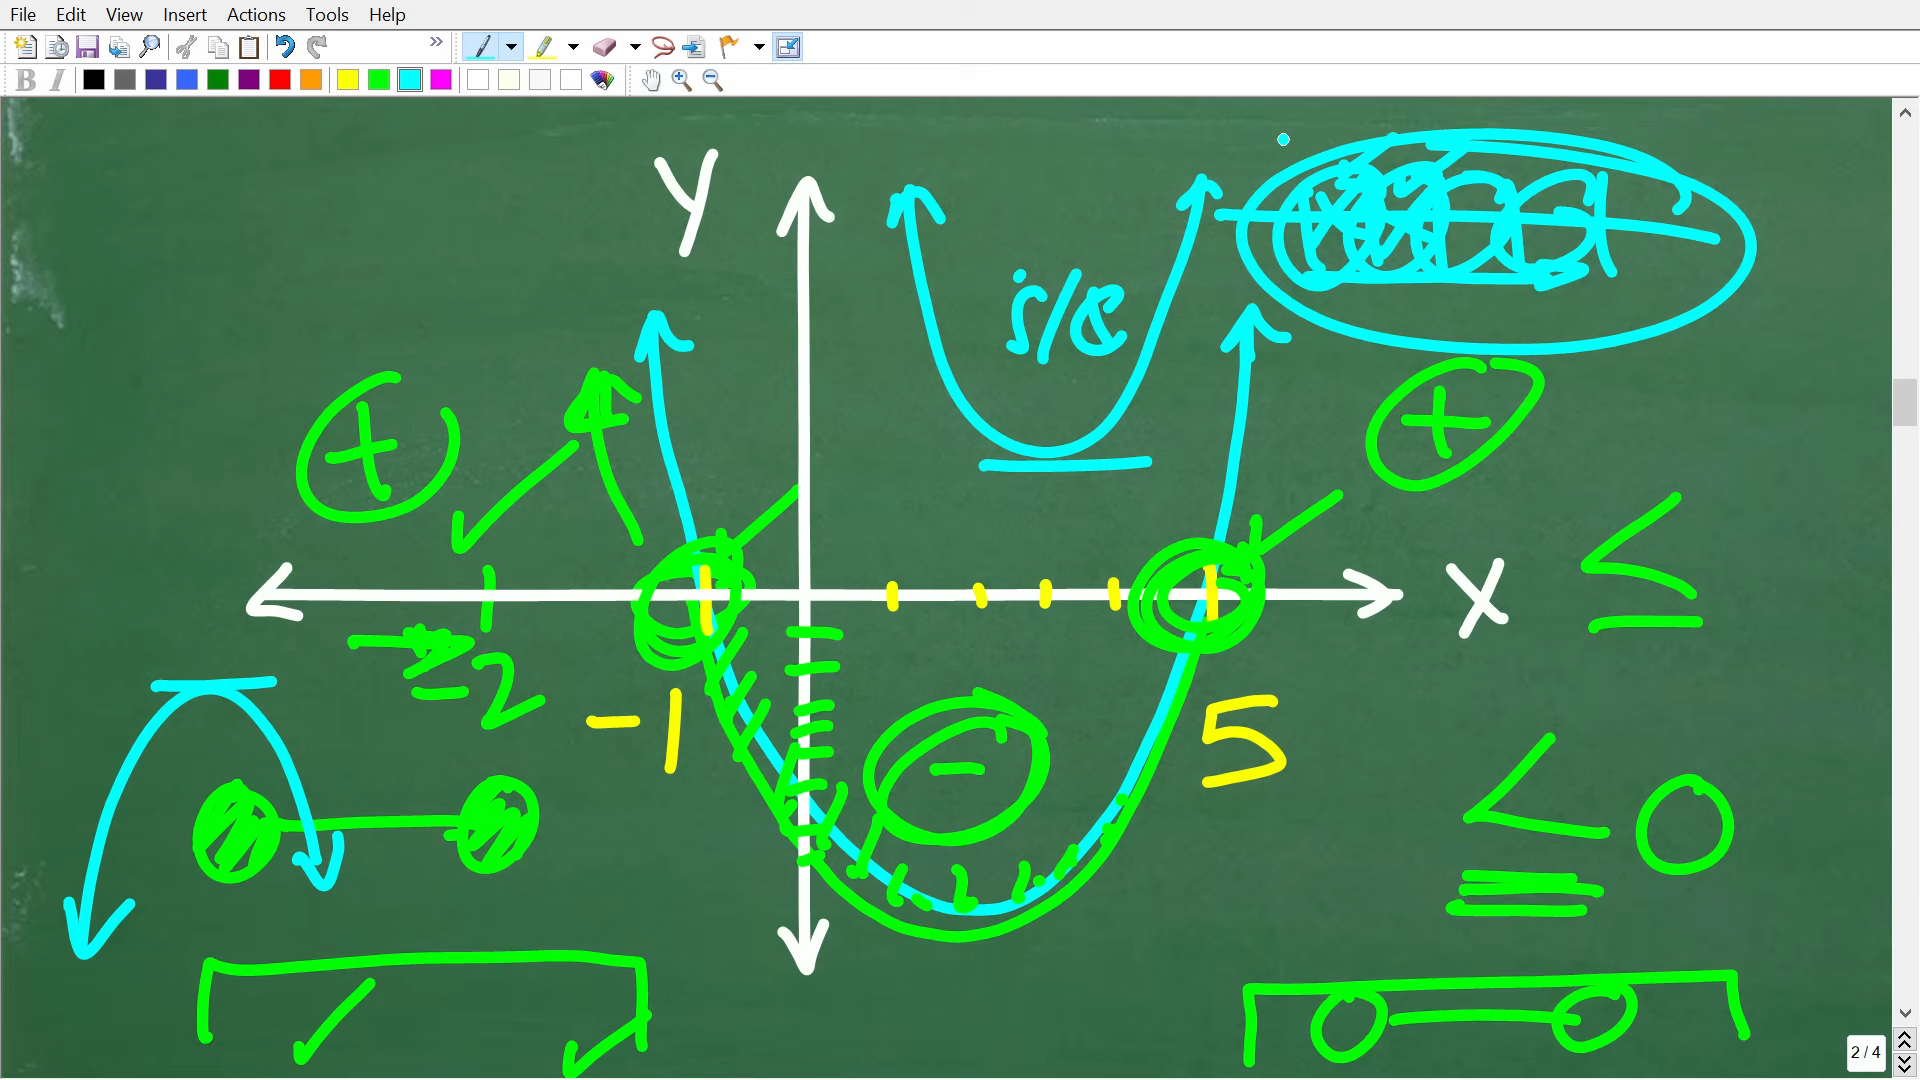 File Edit View Insert Actions Tools Help
B I
y
+
+
x
≤
-2
-1
-
5
≤ 0
2 / 4